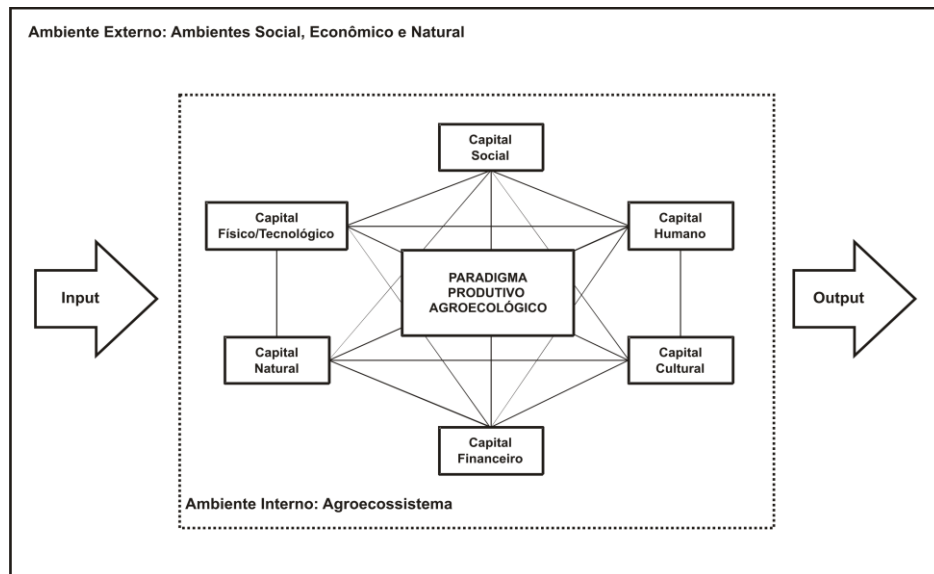 Ambiente Externo: Ambientes Social, Econômico e Natural
Capital
Social
Capital
Físico/Tecnológico
Capital
Humano
PARADIGMA
PRODUTIVO
AGROECOLÓGICO
Input
Output
Capital
Natural
Capital
Cultural
Capital
Financeiro
Ambiente Interno: Agroecossistema